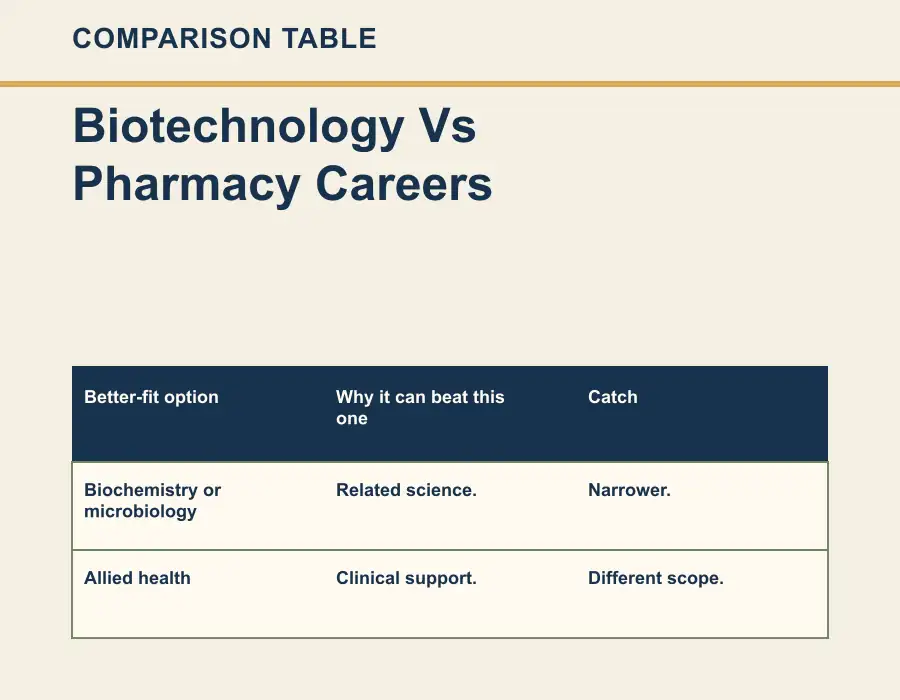 COMPARISON TABLE
Biotechnology Vs
Pharmacy Careers
Better-fit option
Why it can beat this
one
Catch
Biochemistry or
microbiology
Related science.
Narrower.
Allied health
Clinical support.
Different scope.